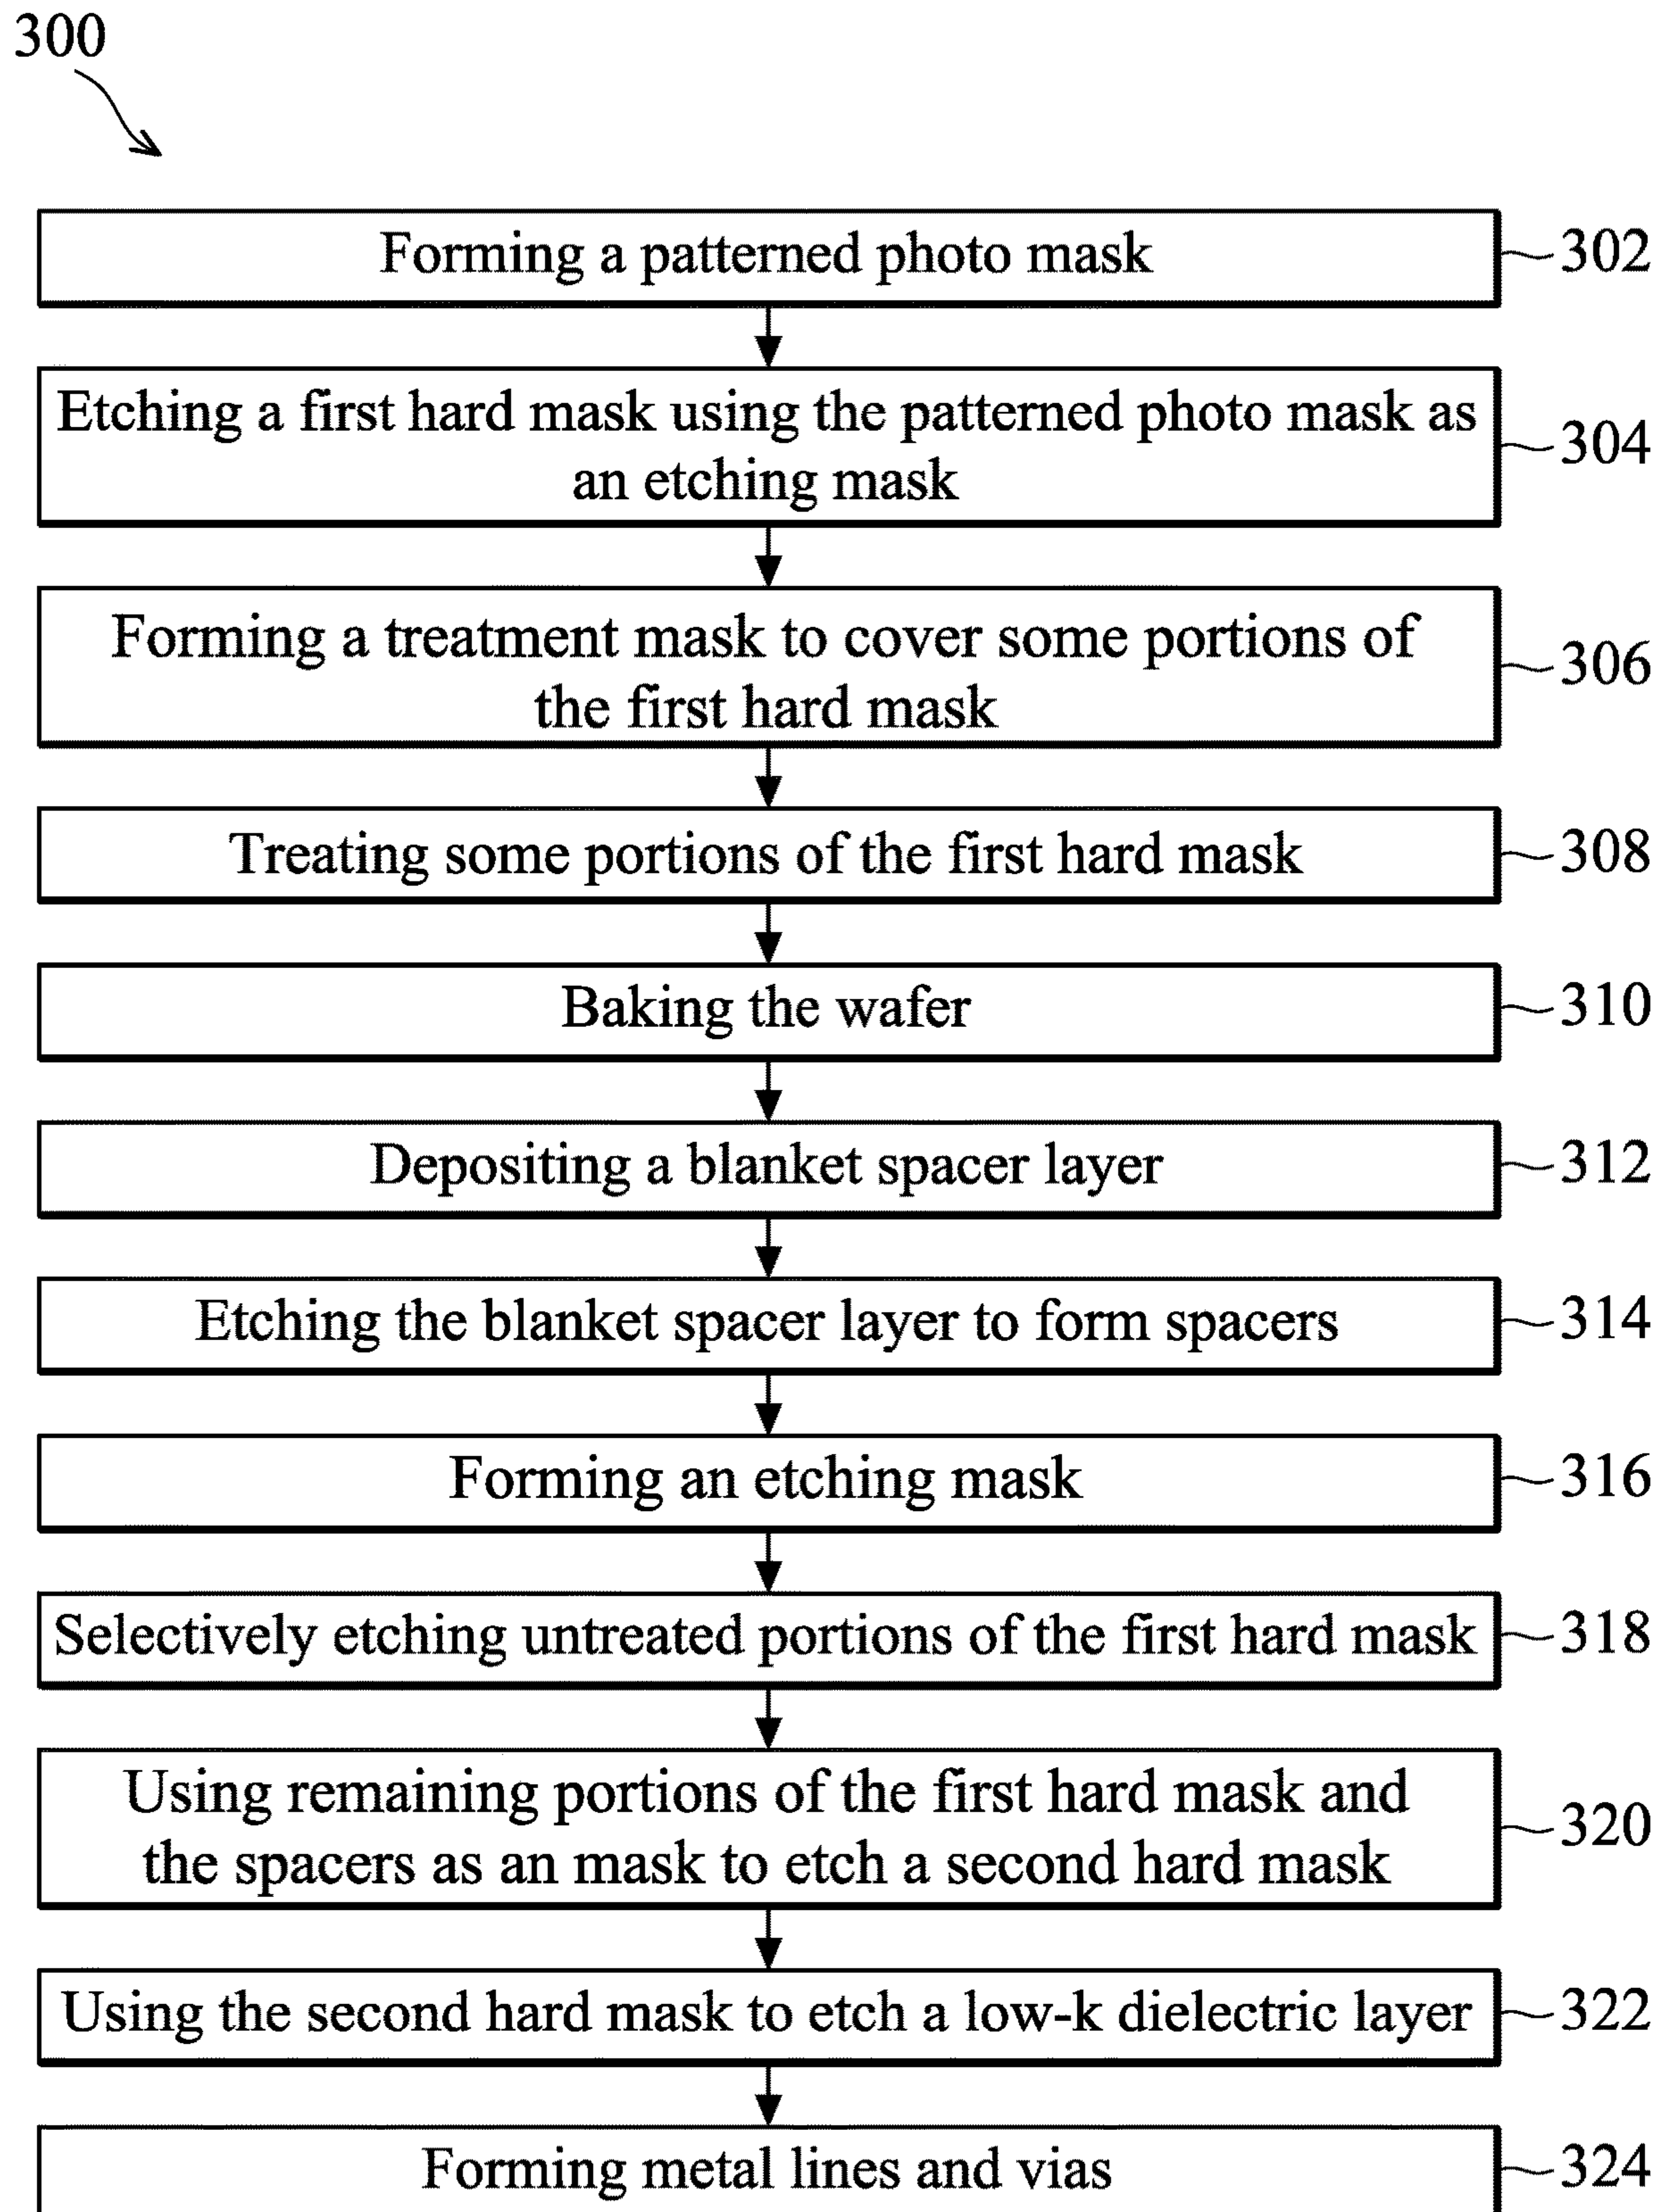 300
Forming a patterned photo mask
302
Etching a first hard mask using the patterned photo mask as
an etching mask
304
Forming a treatment mask to cover some portions of
the first hard mask
306
Treating some portions of the first hard mask
308
Baking the wafer
310
Depositing a blanket spacer layer
312
Etching the blanket spacer layer to form spacers
314
Forming an etching mask
316
Selectively etching untreated portions of the first hard mask
318
Using remaining portions of the first hard mask and
the spacers as an mask to etch a second hard mask
320
Using the second hard mask to etch a low-k dielectric layer
322
Forming metal lines and vias
324